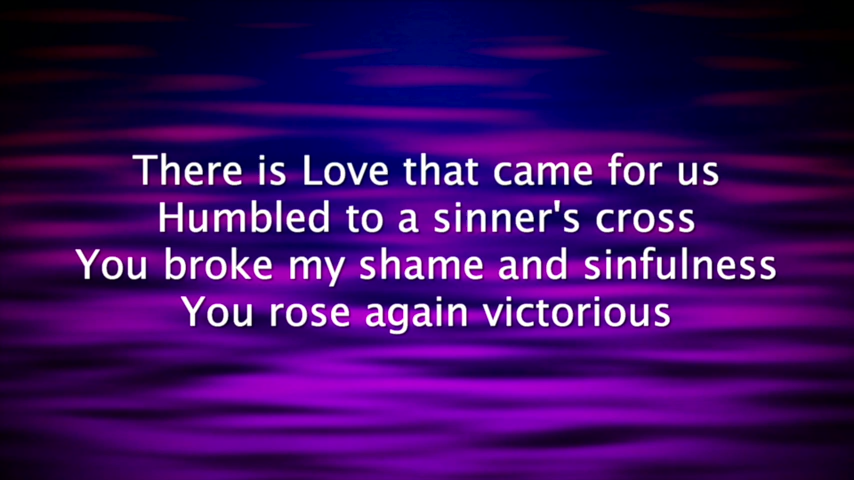 There is Love that came for us
Humbled to a sinner's cross
You broke my shame and sinfulness
You rose again victorious